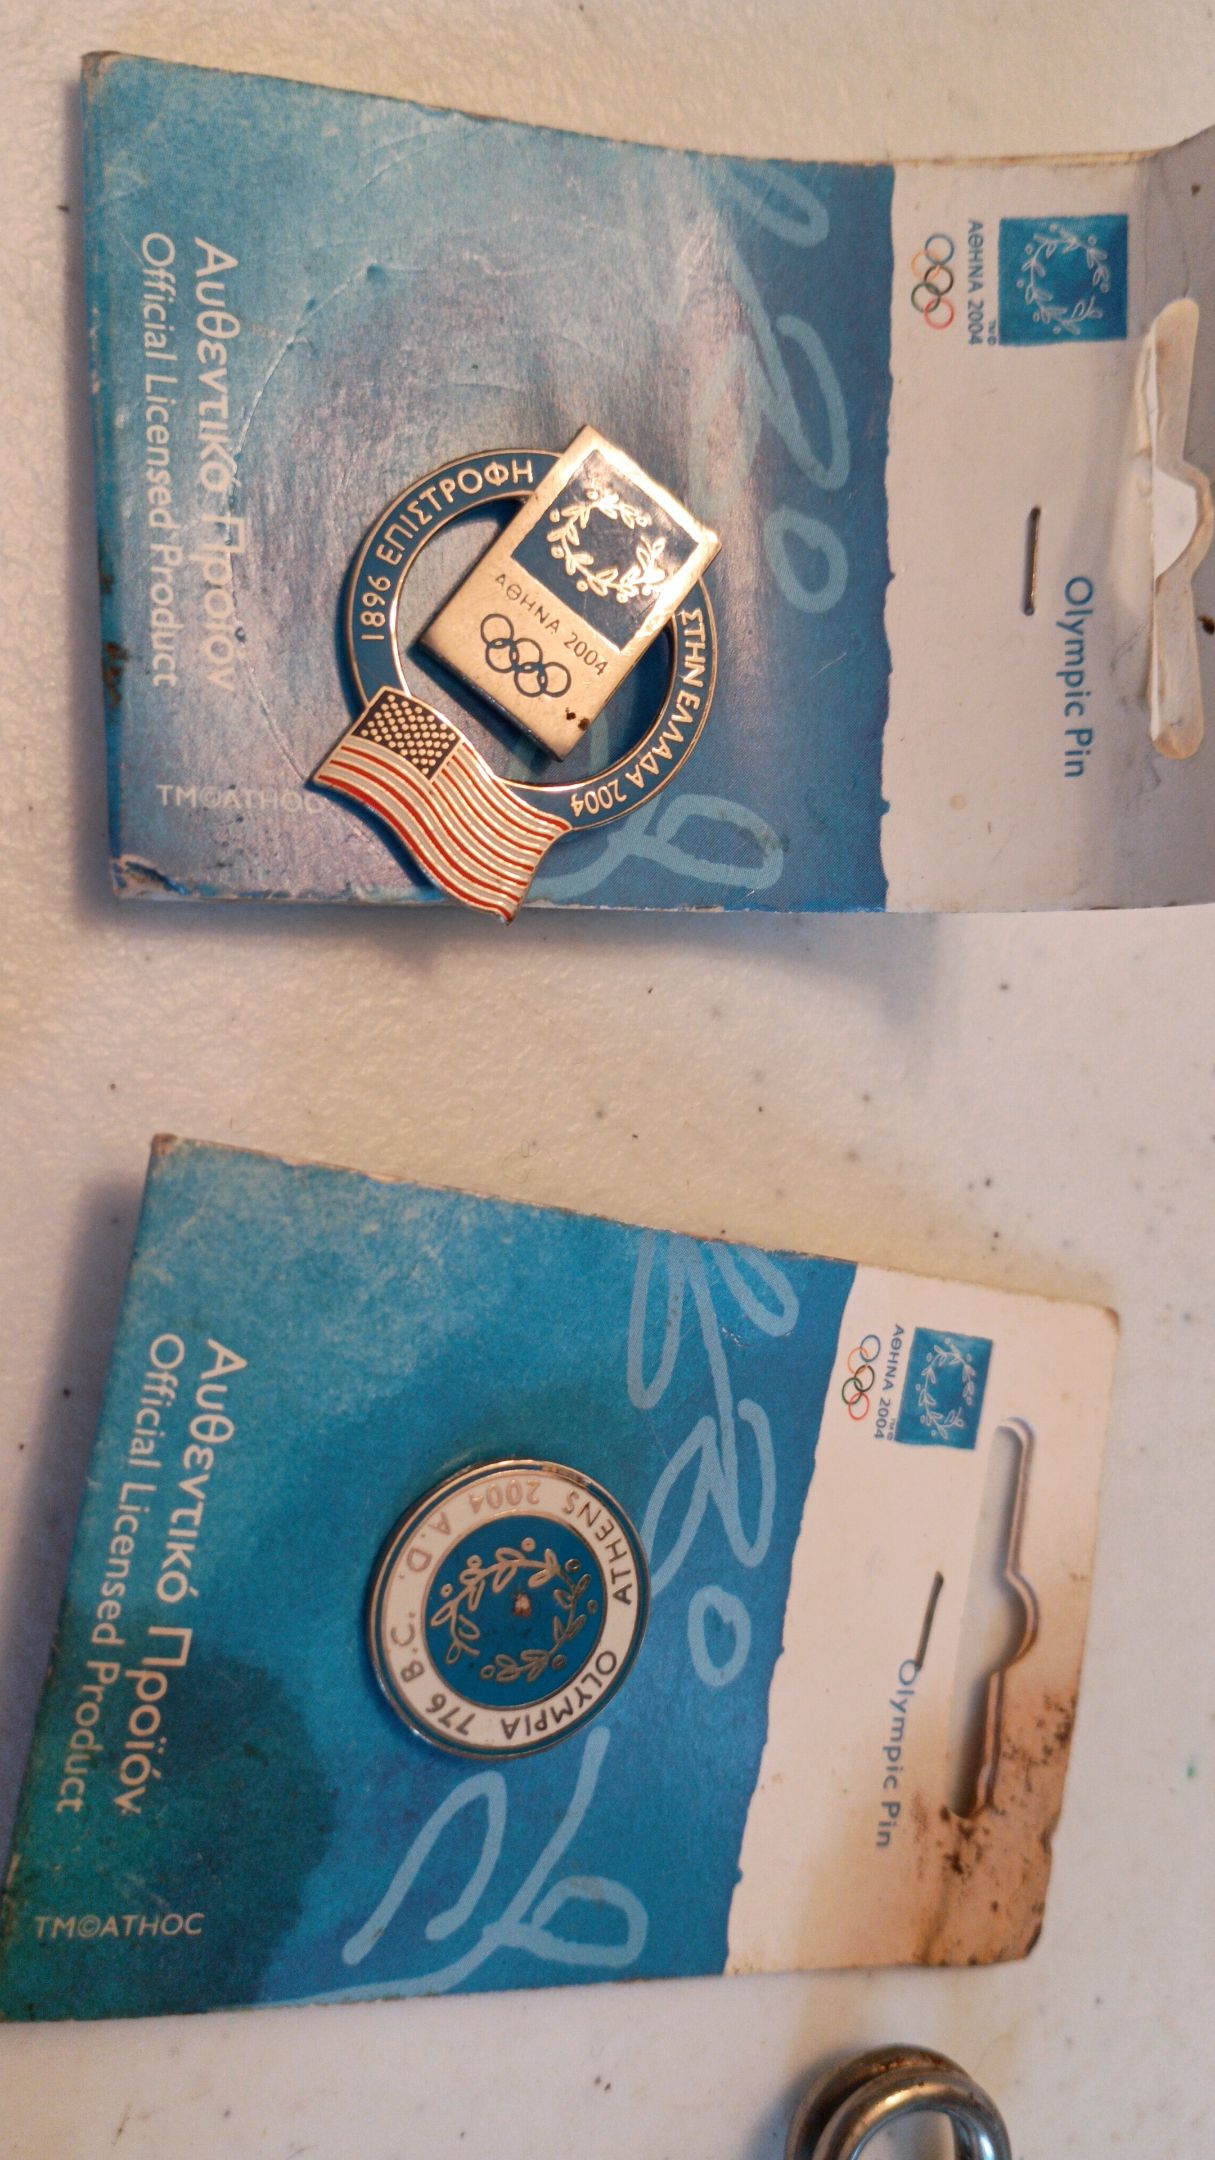 ΑΘΗΝΑ 2004
Olympic Pin
1896 ΕΠΙΣΤΡΟΦΗ ΣΤΗΝ ΕΛΛΑΔΑ 2004
ΑΘΗΝΑ 2004
Αυθεντικό Προϊόν
Official Licensed Product
TM©ATHOC
ΑΘΗΝΑ 2004
Olympic Pin
ATHENS 2004 A.D.
OLYMPIA 776 B.C.
Αυθεντικό Προϊόν
Official Licensed Product
TM©ATHOC